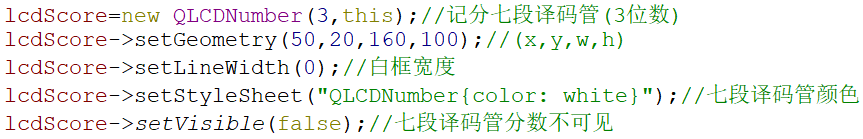 lcdScore=new QLCDNumber(3,this);//记分七段译码管(3位数)
lcdScore->setGeometry(50,20,160,100);//(x,y,w,h)
lcdScore->setLineWidth(0);//白框宽度
lcdScore->setStyleSheet("QLCDNumber{color: white}");//七段译码管颜色
lcdScore->setVisible(false);//七段译码管分数不可见